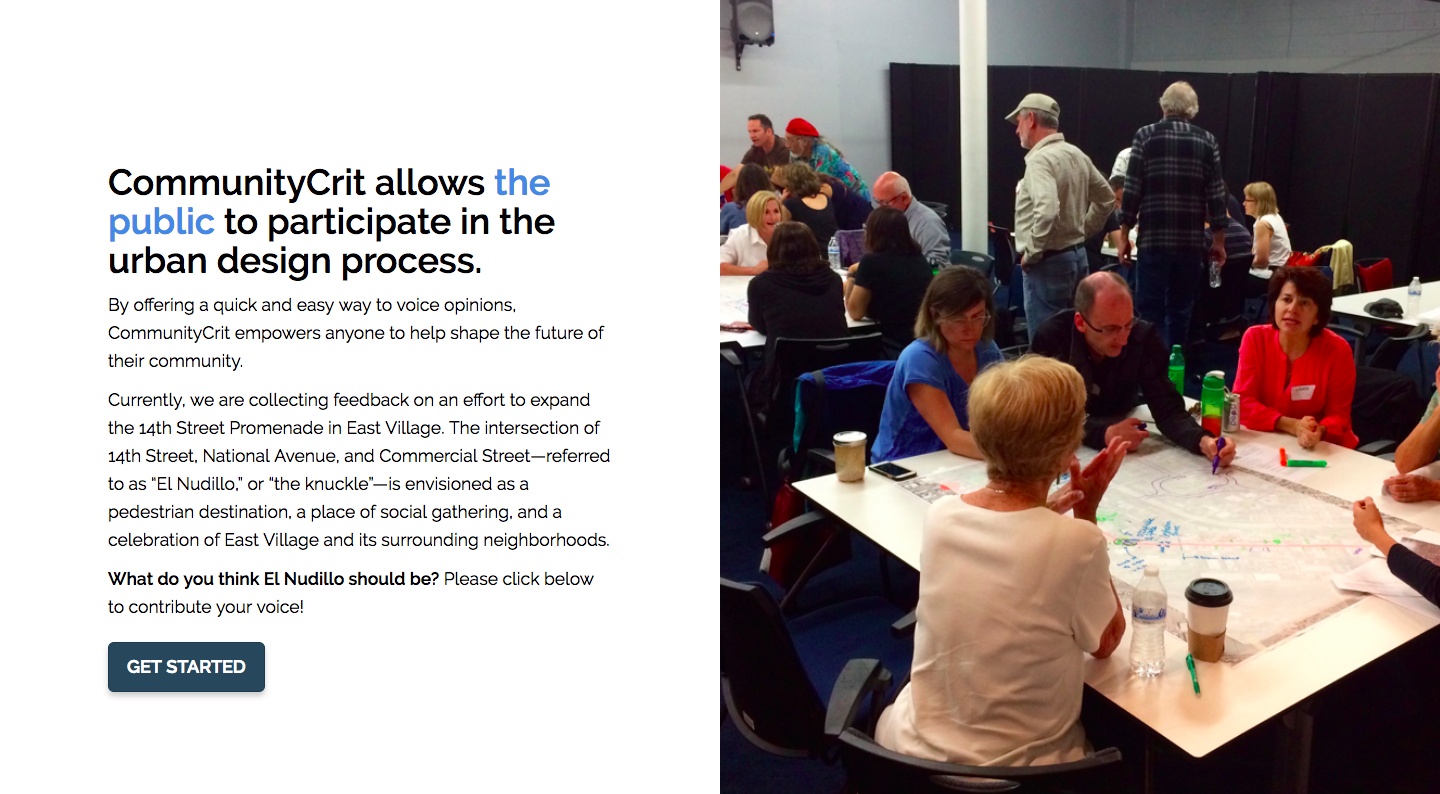 CommunityCrit allows the
public to participate in the
urban design process.
By offering a quick and easy way to voice opinions,
CommunityCrit empowers anyone to help shape the future of
their community.
Currently, we are collecting feedback on an effort to expand
the 14th Street Promenade in East Village. The intersection of
14th Street, National Avenue, and Commercial Street—referred
to as “El Nudillo,” or “the knuckle”—is envisioned as a
pedestrian destination, a place of social gathering, and a
celebration of East Village and its surrounding neighborhoods.
What do you think El Nudillo should be? Please click below
to contribute your voice!
GET STARTED